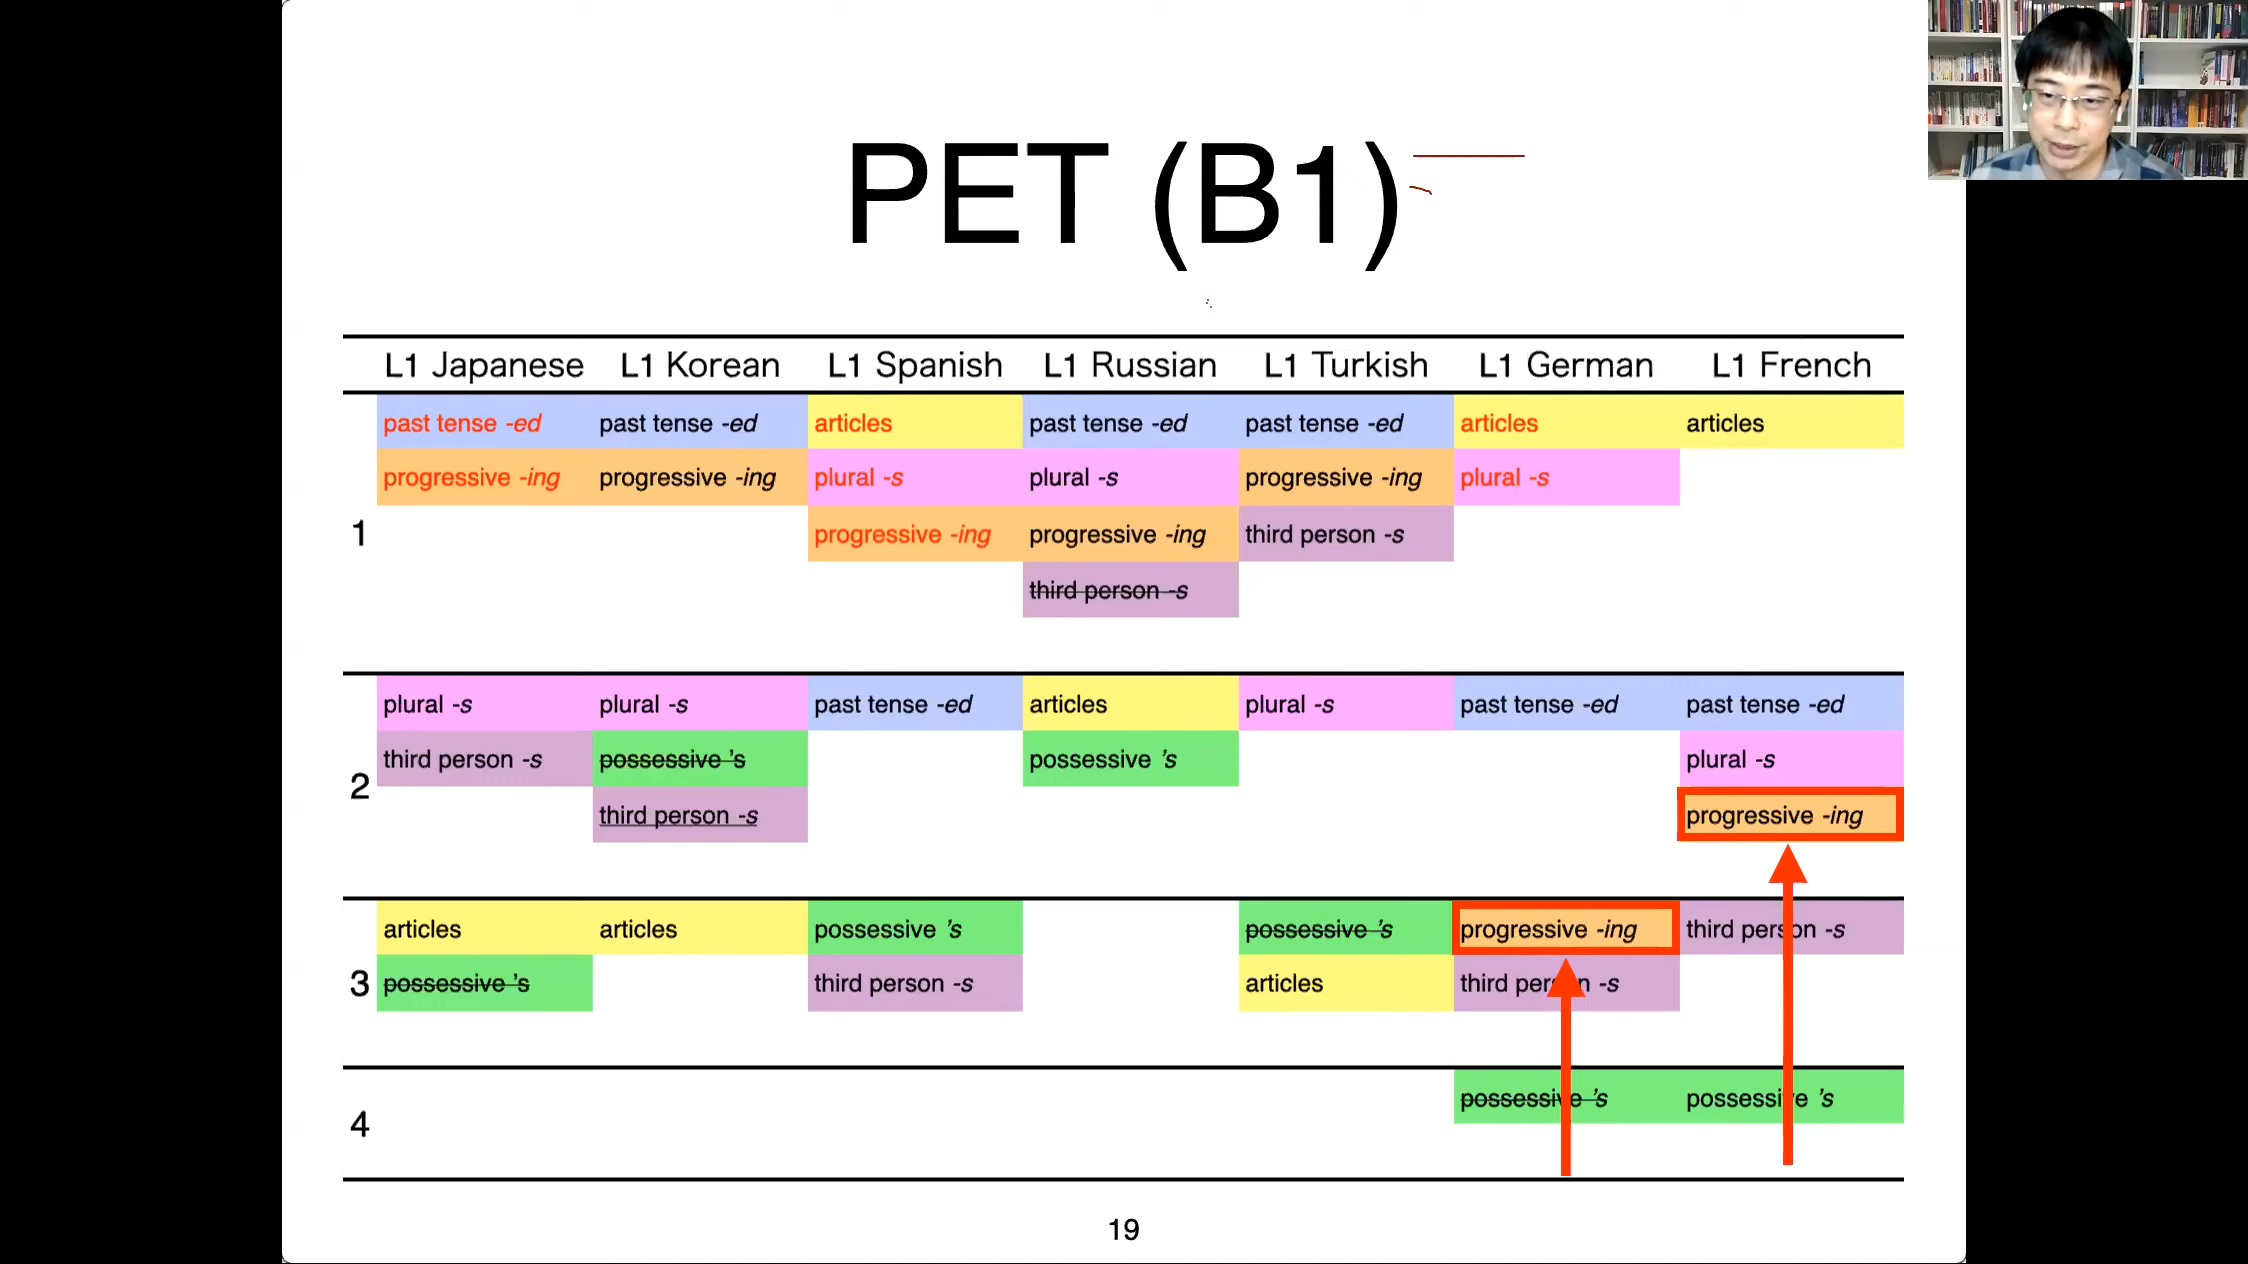 PET (B1)
L1 Japanese L1 Korean L1 Spanish L1 Russian L1 Turkish L1 German L1 French
past tense -ed past tense -ed articles past tense -ed past tense -ed articles articles
progressive -ing progressive -ing plural -s plural -s progressive -ing plural -s
1 progressive -ing progressive -ing third person -s
third person -s
plural -s plural -s past tense -ed articles plural -s past tense -ed past tense -ed
third person -s possessive 's possessive 's plural -s
2 third person -s progressive -ing
articles articles possessive 's possessive 's progressive -ing third person -s
3 possessive 's third person -s articles third person -s
possessive 's possessive 's
4
19